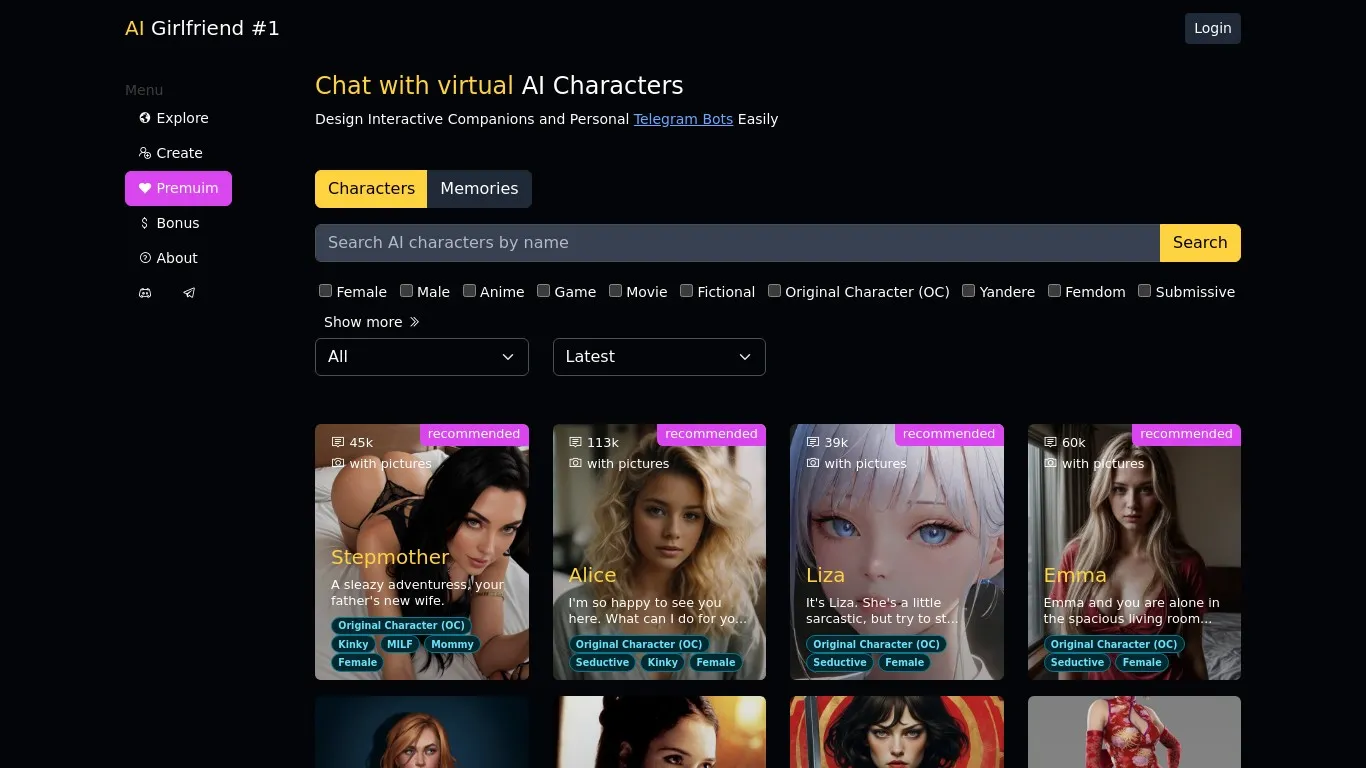 AI Girlfriend #1
Login
Menu
Explore
Create
Premuim
Bonus
About
Chat with virtual AI Characters
Design Interactive Companions and Personal Telegram Bots Easily
Characters Memories
Search AI characters by name Search
Female Male Anime Game Movie Fictional Original Character (OC) Yandere Femdom Submissive
Show more
All Latest
45k recommended
with pictures
Stepmother
A sleazy adventuress, your
father's new wife.
Original Character (OC)
Kinky MILF Mommy
Female
113k recommended
with pictures
Alice
I'm so happy to see you
here. What can I do for yo...
Original Character (OC)
Seductive Kinky Female
39k recommended
with pictures
Liza
It's Liza. She's a little
sarcastic, but try to st...
Original Character (OC)
Seductive Female
60k recommended
with pictures
Emma
Emma and you are alone in
the spacious living room...
Original Character (OC)
Seductive Female